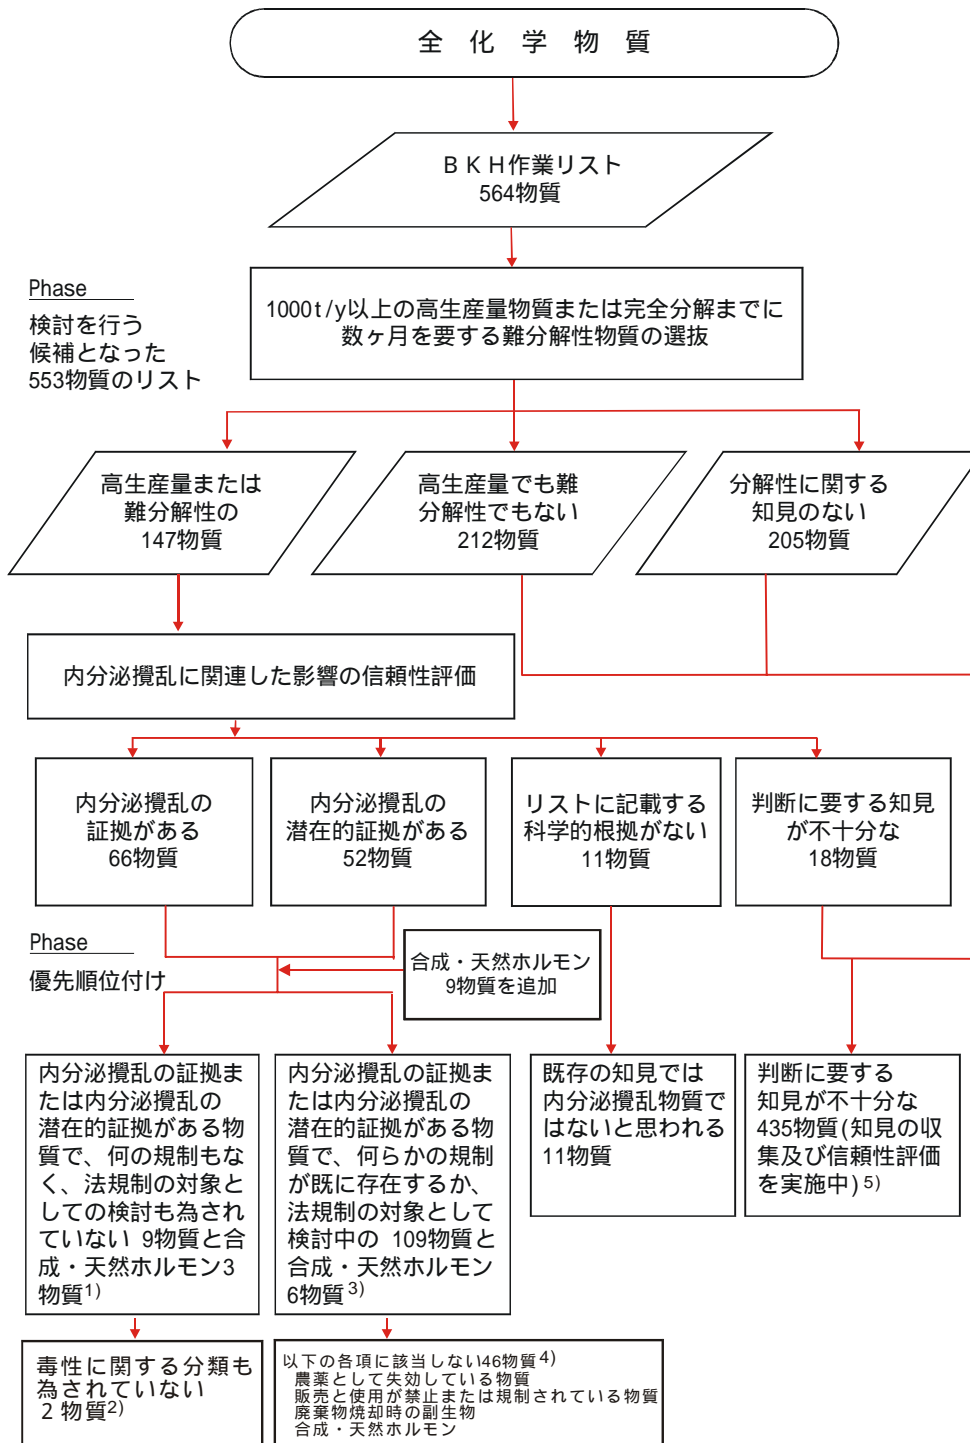 全化学物質
ＢＫＨ作業リスト
564物質
Phase
検討を行う
候補となった
553物質のリスト
1000t/y以上の高生産量物質または完全分解までに
数ヶ月を要する難分解性物質の選抜
高生産量または
難分解性の
147物質
高生産量でも難
分解性でもない
212物質
分解性に関する
知見のない
205物質
内分泌攪乱に関連した影響の信頼性評価
内分泌攪乱の
証拠がある
66物質
内分泌攪乱の
潜在的証拠がある
52物質
リストに記載する
科学的根拠がない
11物質
判断に要する知見
が不十分な
18物質
Phase
優先順位付け
合成・天然ホルモン
9物質を追加
内分泌攪乱の証拠ま
たは内分泌攪乱の
潜在的証拠がある物
質で、何の規制もな
く、法規制の対象と
しての検討も為され
ていない 9物質と合
成・天然ホルモン3
物質1)
内分泌攪乱の証拠ま
たは内分泌攪乱の
潜在的証拠がある物
質で、何らかの規制
が既に存在するか、
法規制の対象として
検討中の 109物質と
合成・天然ホルモン
6物質3)
既存の知見では
内分泌攪乱物質で
はないと思われる
11物質
判断に要する
知見が不十分な
435物質(知見の収
集及び信頼性評価
を実施中)5)
毒性に関する分類も
為されていない
２物質2)
以下の各項に該当しない46物質4)
農薬として失効している物質
販売と使用が禁止または規制されている物質
廃棄物焼却時の副生物
合成・天然ホルモン